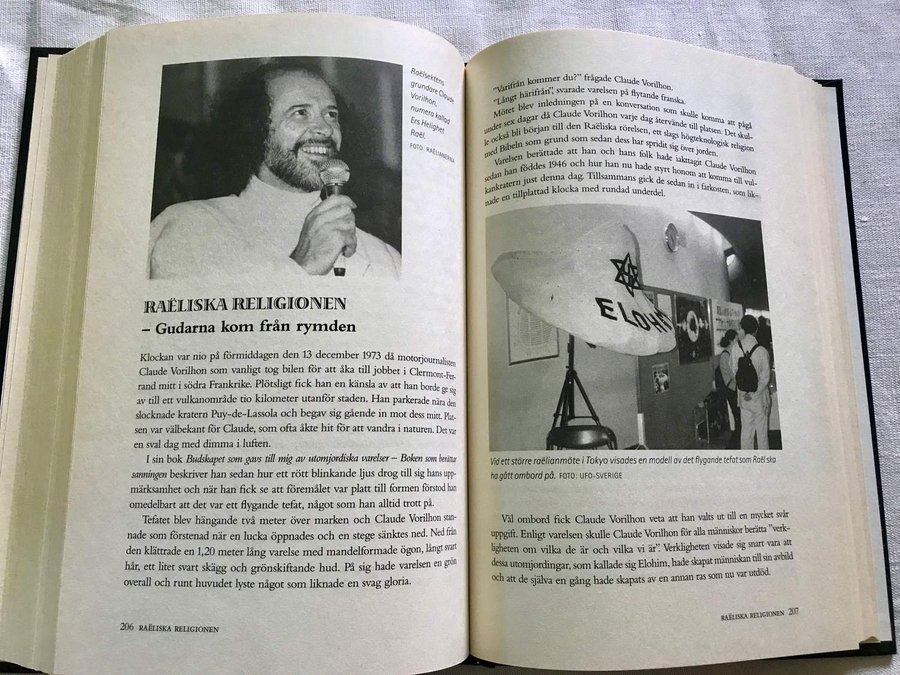 Raëlsektens
grundare Claude
Vorilhon,
numera kallad
Ers Helighet
Raël.
FOTO: RAËLIANERNA
RAËLISKA RELIGIONEN
– Gudarna kom från rymden
Klockan var nio på förmiddagen den 13 december 1973 då motorjournalisten
Claude Vorilhon som vanligt tog bilen för att åka till jobbet i Clermont-Fer-
rand mitt i södra Frankrike. Plötsligt fick han en känsla av att han borde ge sig
av till ett vulkanområde tio kilometer utanför staden. Han parkerade nära den
slocknade kratern Puy-de-Lassola och begav sig gående in mot dess mitt. Plat-
sen var välbekant för Claude, som ofta åkte hit för att vandra i naturen. Det var
en sval dag med dimma i luften.
I sin bok Budskapet som gavs till mig av utomjordiska varelser – Boken som berättar
sanningen beskriver han sedan hur ett rött blinkande ljus drog till sig hans upp-
märksamhet och när han fick se att föremålet var platt till formen förstod han
omedelbart att det var ett flygande tefat, något som han alltid trott på.
Tefatet blev hängande två meter över marken och Claude Vorilhon stan-
nade som förstenad när en lucka öppnades och en stege sänktes ned. Ned från
den klättrade en 1,20 meter lång varelse med mandelformade ögon, långt svart
hår, ett litet svart skägg och grönskiftande hud. På sig hade varelsen en grön
overall och runt huvudet lyste något som liknade en svag gloria.
206 RAËLISKA RELIGIONEN
"Varifrån kommer du?" frågade Claude Vorilhon.
"Långt härifrån", svarade varelsen på flytande franska.
Mötet blev inledningen på en konversation som skulle komma att pågå
under sex dagar då Claude Vorilhon varje dag återvände till platsen. Det skul-
le också bli början till den Raëliska rörelsen, ett slags högteknologisk religion
med Bibeln som grund som sedan dess har spridit sig över jorden.
Varelsen berättade att han och hans folk hade iakttagit Claude Vorilhon
sedan han föddes 1946 och hur han nu hade styrt honom att komma till vul-
kankratern just denna dag. Tillsammans gick de sedan in i farkosten, som lik-
nade en tillplattad klocka med rundad underdel.
ELOHIM
Vid ett större raëlianmöte i Tokyo visades en modell av det flygande tefat som Raël ska
ha gått ombord på. FOTO: UFO-SVERIGE
Väl ombord fick Claude Vorilhon veta att han valts ut till en mycket svår
uppgift. Enligt varelsen skulle Claude Vorilhon för alla människor berätta "verk-
ligheten om vilka de är och vilka vi är". Verkligheten visade sig snart vara att
dessa utomjordingar, som kallade sig Elohim, hade skapat människan till sin avbild
och att de själva en gång hade skapats av en annan ras som nu var utdöd.
RAËLISKA RELIGIONEN 207